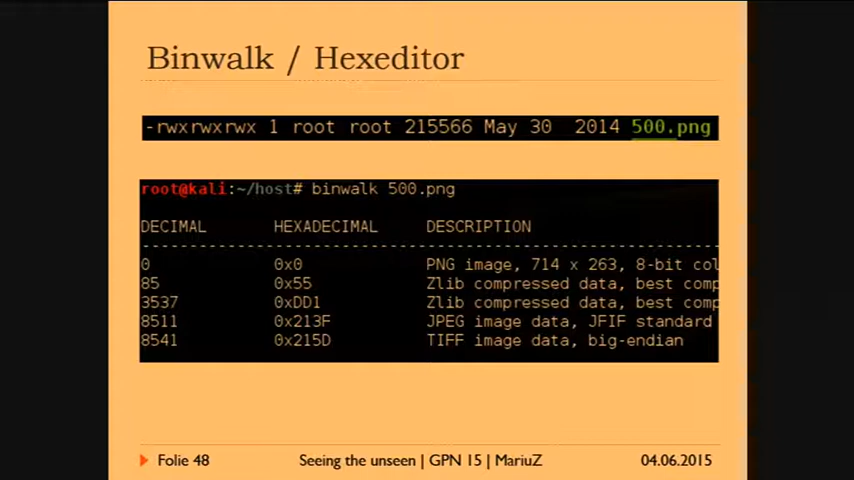 Binwalk / Hexeditor
-rwxrwxrwx 1 root root 215566 May 30 2014 500.png
root@kali:~/host# binwalk 500.png
DECIMAL HEXADECIMAL DESCRIPTION
--------------------------------------------------------------------------------
0 0x0 PNG image, 714 x 263, 8-bit col
85 0x55 Zlib compressed data, best comp
3537 0xDD1 Zlib compressed data, best comp
8511 0x213F JPEG image data, JFIF standard
8541 0x215D TIFF image data, big-endian
Folie 48 Seeing the unseen | GPN 15 | MariuZ 04.06.2015